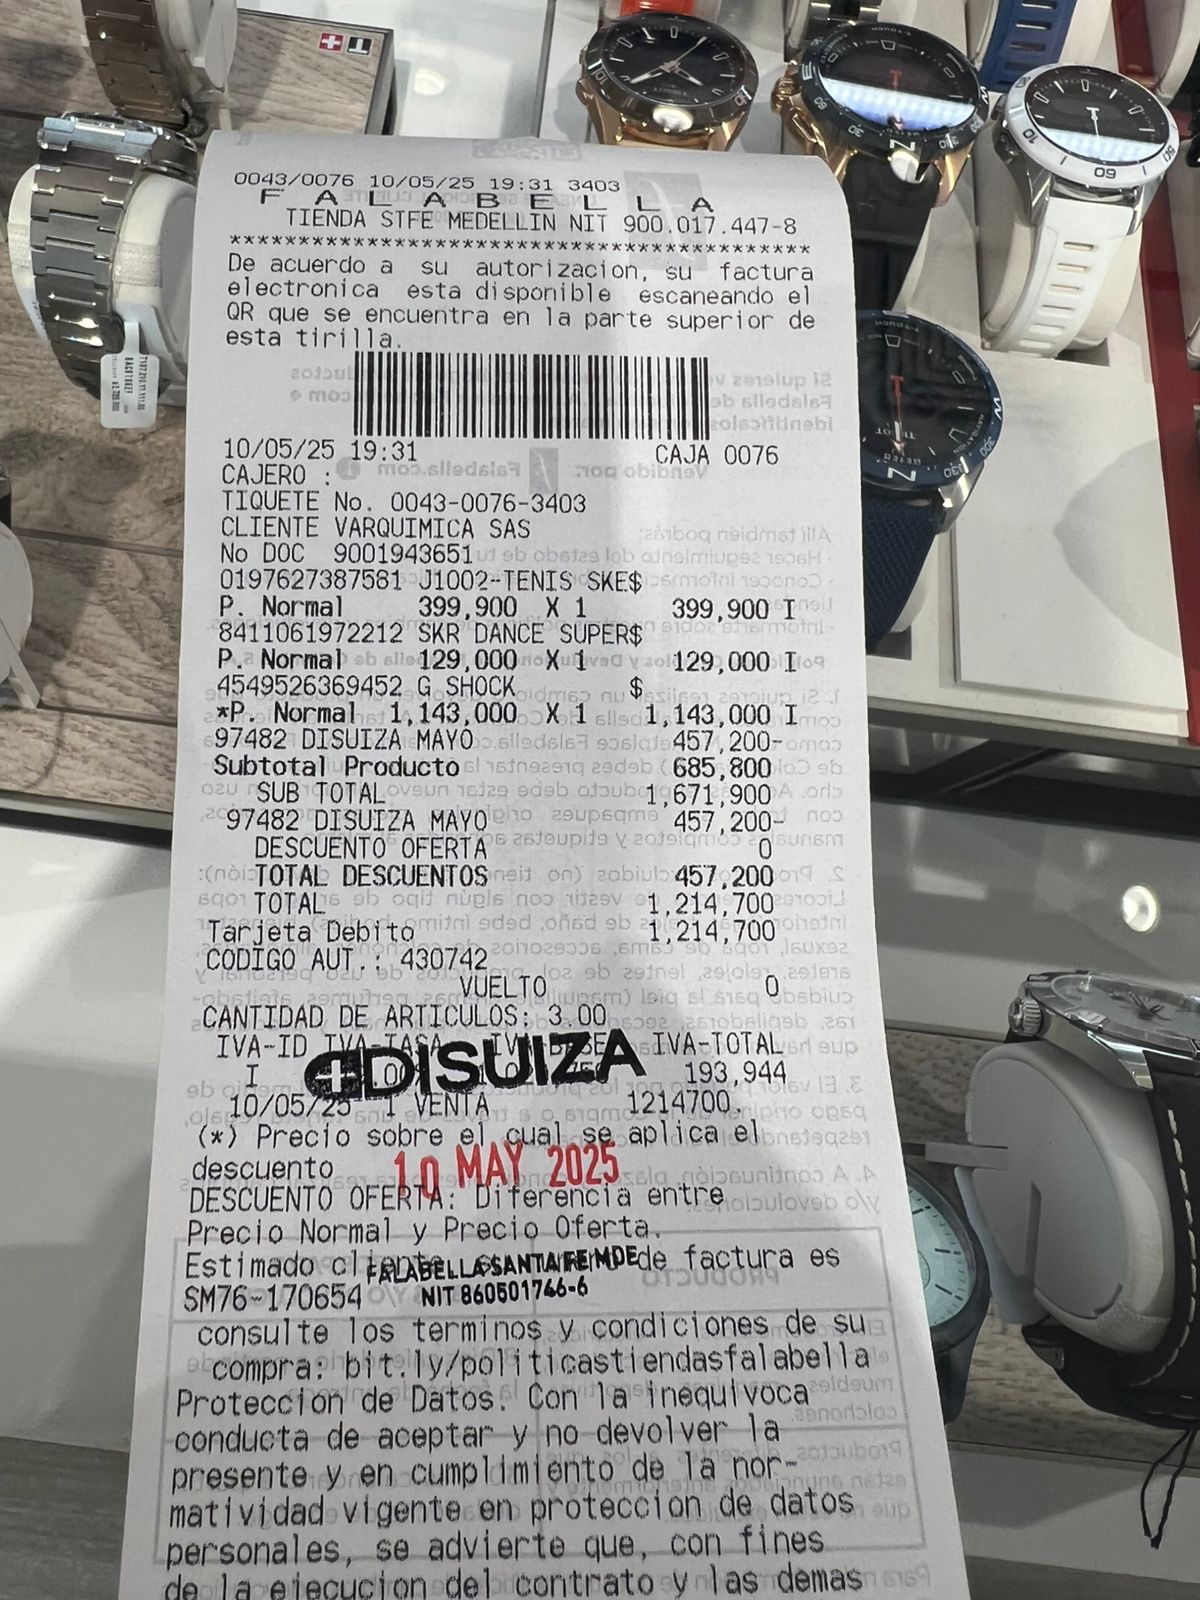 0043/0076 10/05/25 19:31 3403
F A L A B E L L A
TIENDA STFE MEDELLIN NIT 900.017.447-8
******************************************
De acuerdo a su autorizacion, su factura
electronica esta disponible escaneando el
QR que se encuentra en la parte superior de
esta tirilla.
10/05/25 19:31 CAJA 0076
CAJERO :
TIQUETE No. 0043-0076-3403
CLIENTE VARQUIMICA SAS
No DOC 9001943651
0197627387581 J1002-TENIS SKE$
P. Normal 399,900 X 1 399,900 I
8411061972212 SKR DANCE SUPER$
P. Normal 129,000 X 1 129,000 I
4549526369452 G SHOCK $
*P. Normal 1,143,000 X 1 1,143,000 I
97482 DISUIZA MAYO 457,200-
Subtotal Producto 685,800
SUB TOTAL 1,671,900
97482 DISUIZA MAYO 457,200-
DESCUENTO OFERTA 0
TOTAL DESCUENTOS 457,200
TOTAL 1,214,700
Tarjeta Debito 1,214,700
CODIGO AUT.: 430742
VUELTO 0
CANTIDAD DE ARTICULOS: 3.00
IVA-ID IVA-TASA IVA-BASE IVA-TOTAL
DISUIZA
I 193,944
10/05/25 1 VENTA 1214700.
(*) Precio sobre el cual se aplica el
descuento
10 MAY 2025
DESCUENTO OFERTA: Diferencia entre
Precio Normal y Precio Oferta.
Estimado cliente de factura es
FALABELLA SANTA FE MDE
SM76-170654
NIT 860501766-6
consulte los terminos y condiciones de su
compra: bit.ly/politicastiendasfalabella
Proteccion de Datos. Con la inequivoca
conducta de aceptar y no devolver la
presente y en cumplimiento de la nor-
matividad vigente en proteccion de datos
personales, se advierte que, con fines
de la ejecucion del contrato y las demas